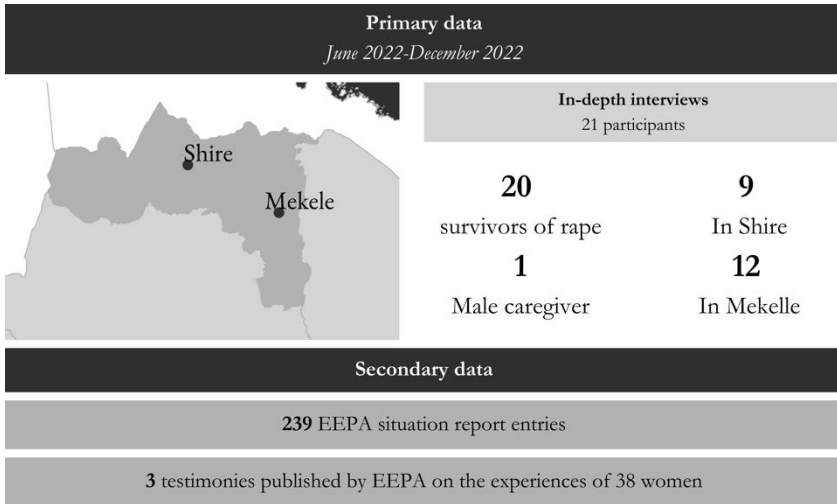 Primary data
June 2022-December 2022
Shire
Mekele
In-depth interviews
21 participants
20
survivors of rape
9
In Shire
1
Male caregiver
12
In Mekelle
Secondary data
239 EEPA situation report entries
3 testimonies published by EEPA on the experiences of 38 women